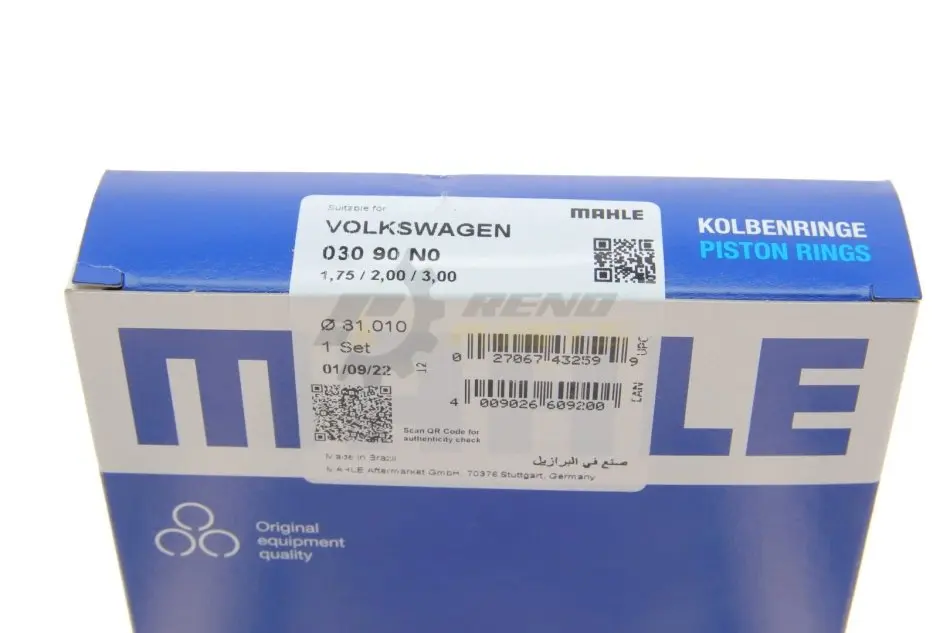 Suitable for
VOLKSWAGEN
MAHLE
030 90 N0
1,75 / 2,00 / 3,00
KOLBENRINGE
PISTON RINGS
RENO
Ø 81,010
1 Set
01/09/22
12
0 27067 43259 9
UPC
4 009026 609200
EAN
Scan QR Code for
authenticity check
Made in Brazil
صنع في البرازيل
MAHLE Aftermarket GmbH, 70376 Stuttgart, Germany
MAHLE
Original
equipment
quality